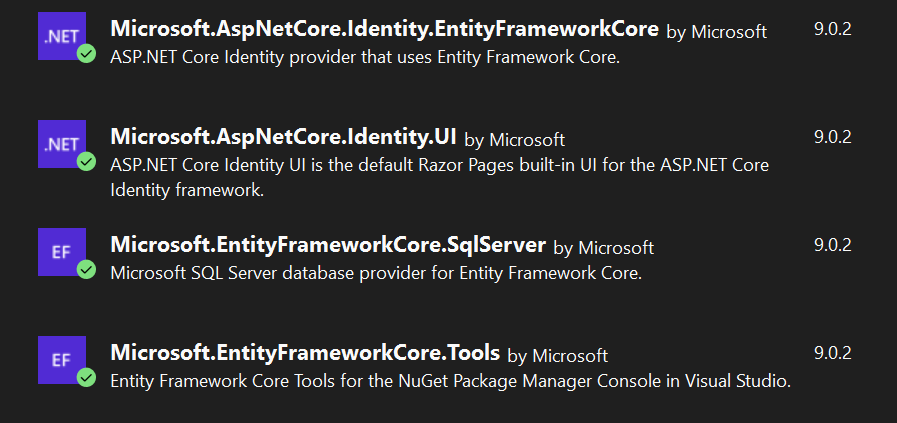 .NET
Microsoft.AspNetCore.Identity.EntityFrameworkCore by Microsoft 9.0.2
ASP.NET Core Identity provider that uses Entity Framework Core.
.NET
Microsoft.AspNetCore.Identity.UI by Microsoft 9.0.2
ASP.NET Core Identity UI is the default Razor Pages built-in UI for the ASP.NET Core
Identity framework.
EF
Microsoft.EntityFrameworkCore.SqlServer by Microsoft 9.0.2
Microsoft SQL Server database provider for Entity Framework Core.
EF
Microsoft.EntityFrameworkCore.Tools by Microsoft 9.0.2
Entity Framework Core Tools for the NuGet Package Manager Console in Visual Studio.